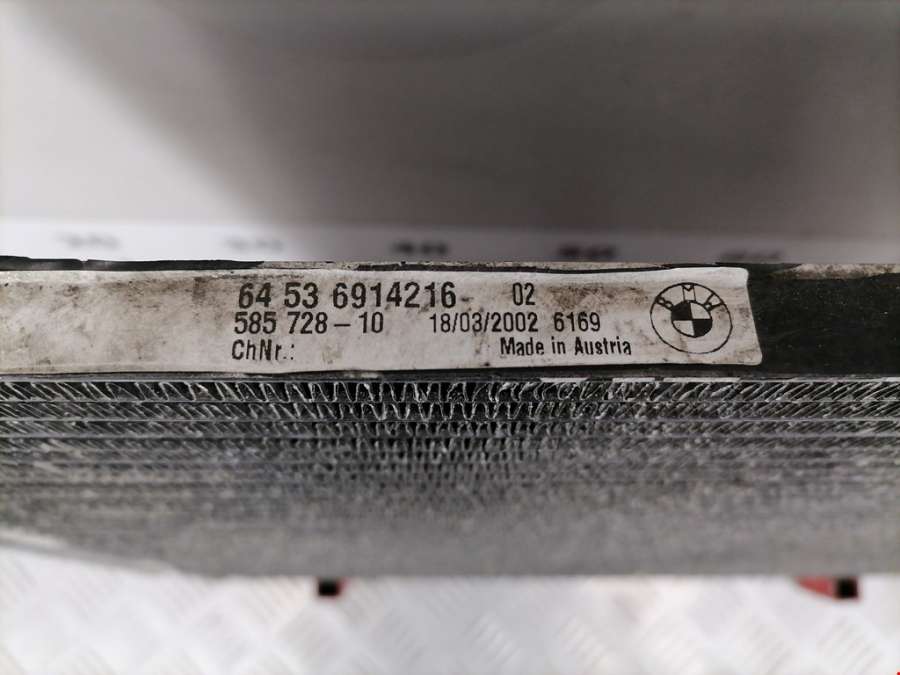 64 53 6914216- 02
585 728-10 18/03/2002 6169
ChNr.: Made in Austria
BMW